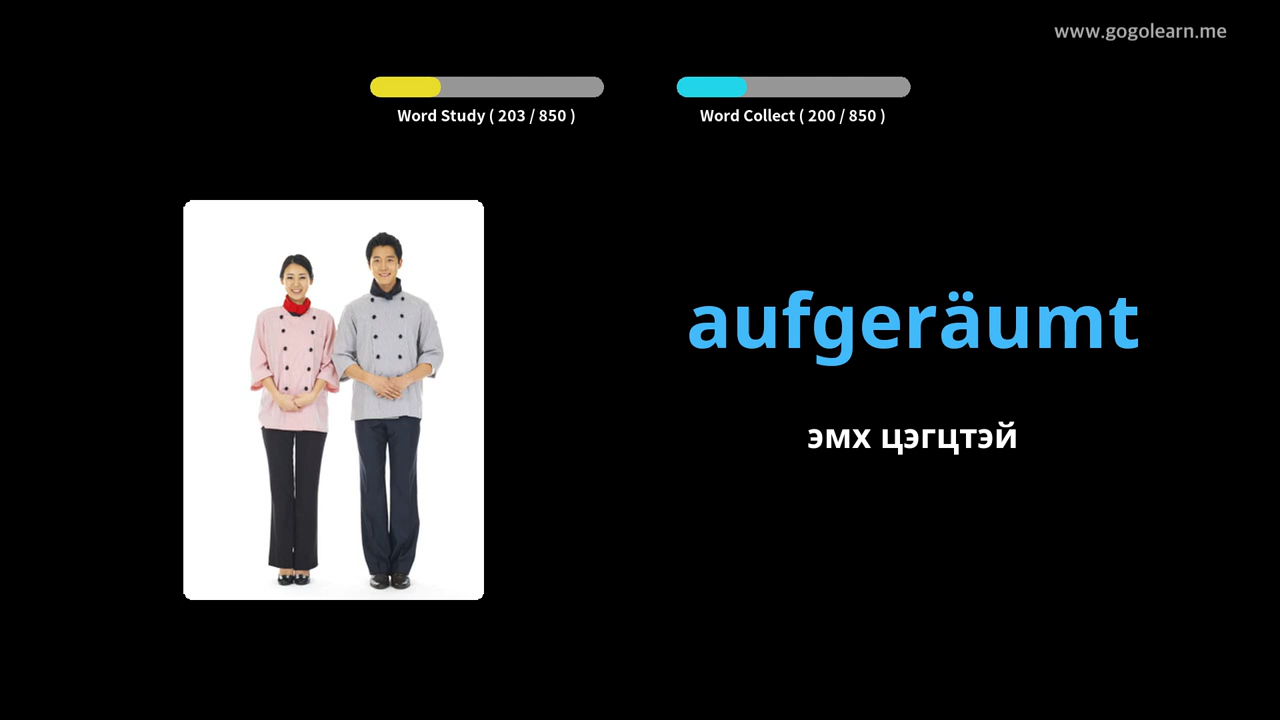 www.gogolearn.me
Word Study ( 203 / 850 )
Word Collect ( 200 / 850 )
aufgeräumt
эмх цэгцтэй